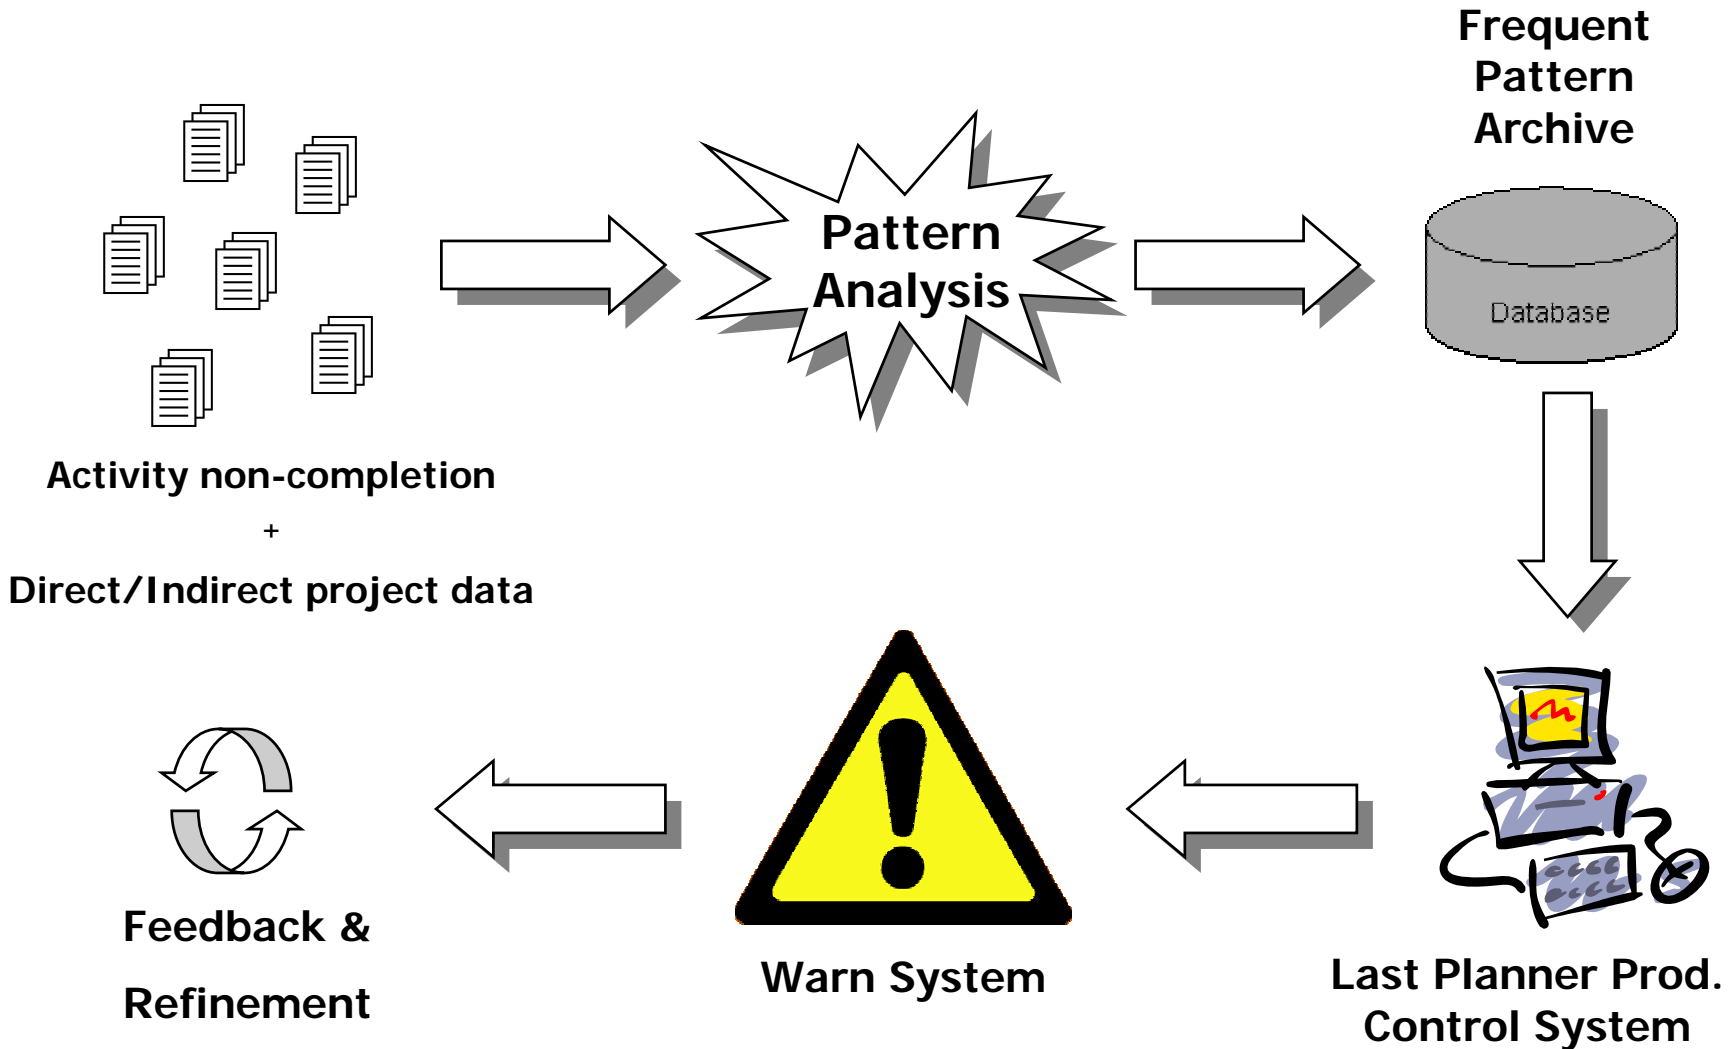 Frequent
Pattern
Archive
Pattern
Analysis
Database
Activity non-completion
+
Direct/Indirect project data
Feedback &
Refinement
Warn System
Last Planner Prod.
Control System